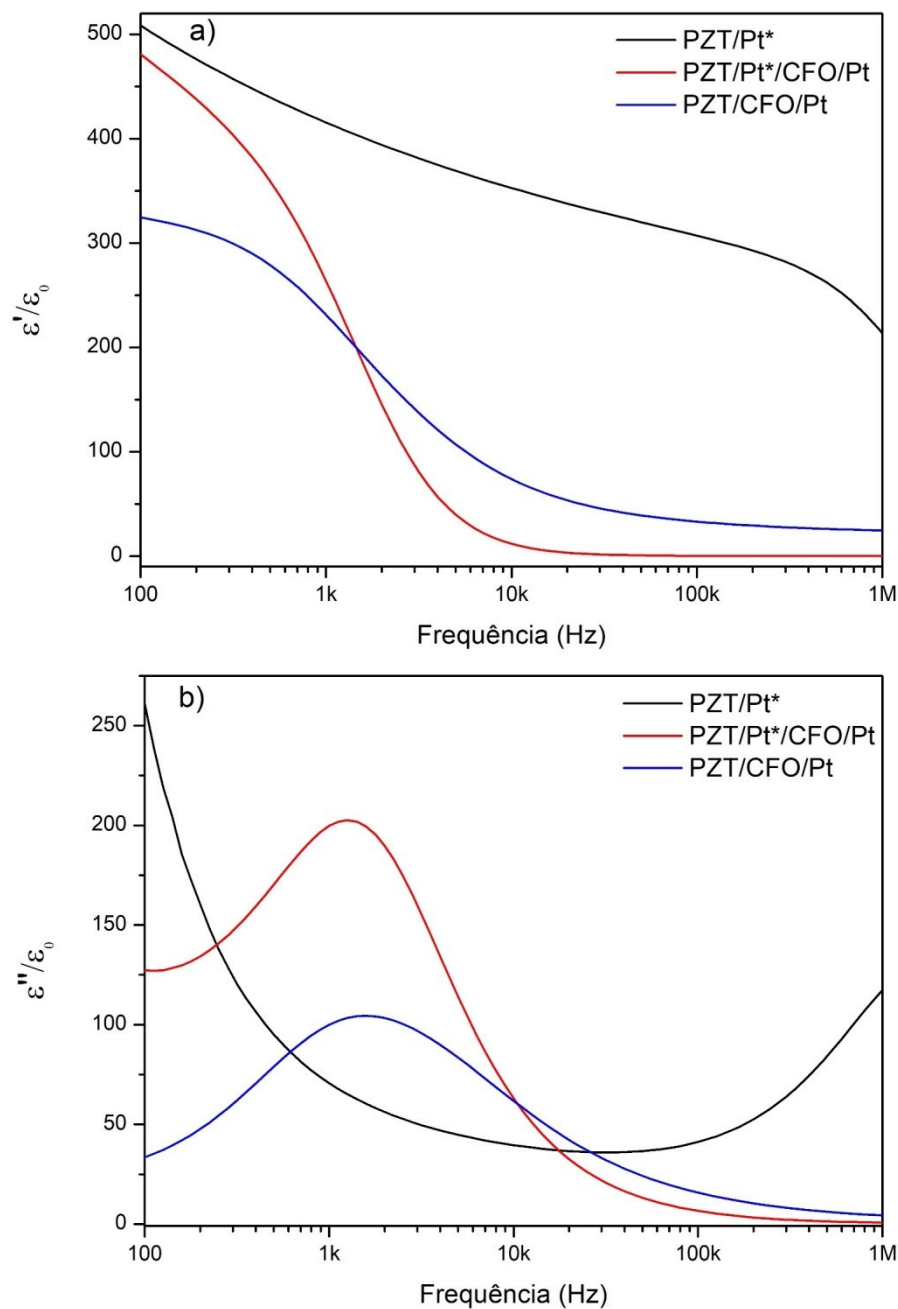 a)
PZT/Pt*
PZT/Pt*/CFO/Pt
PZT/CFO/Pt
500
400
300
200
100
0
ε'/ε₀
100
1k
10k
100k
1M
Frequência (Hz)
b)
PZT/Pt*
PZT/Pt*/CFO/Pt
PZT/CFO/Pt
250
200
150
100
50
0
ε"/ε₀
100
1k
10k
100k
1M
Frequência (Hz)